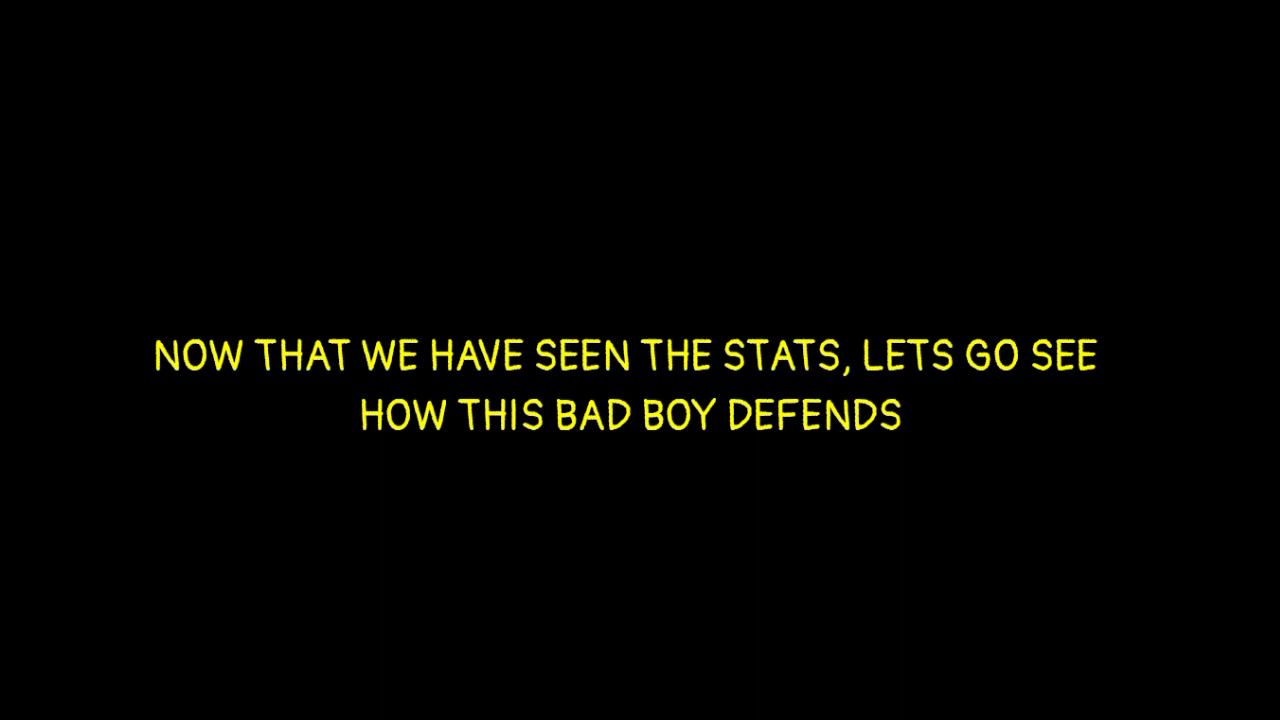 NOW THAT WE HAVE SEEN THE STATS, LETS GO SEE
HOW THIS BAD BOY DEFENDS